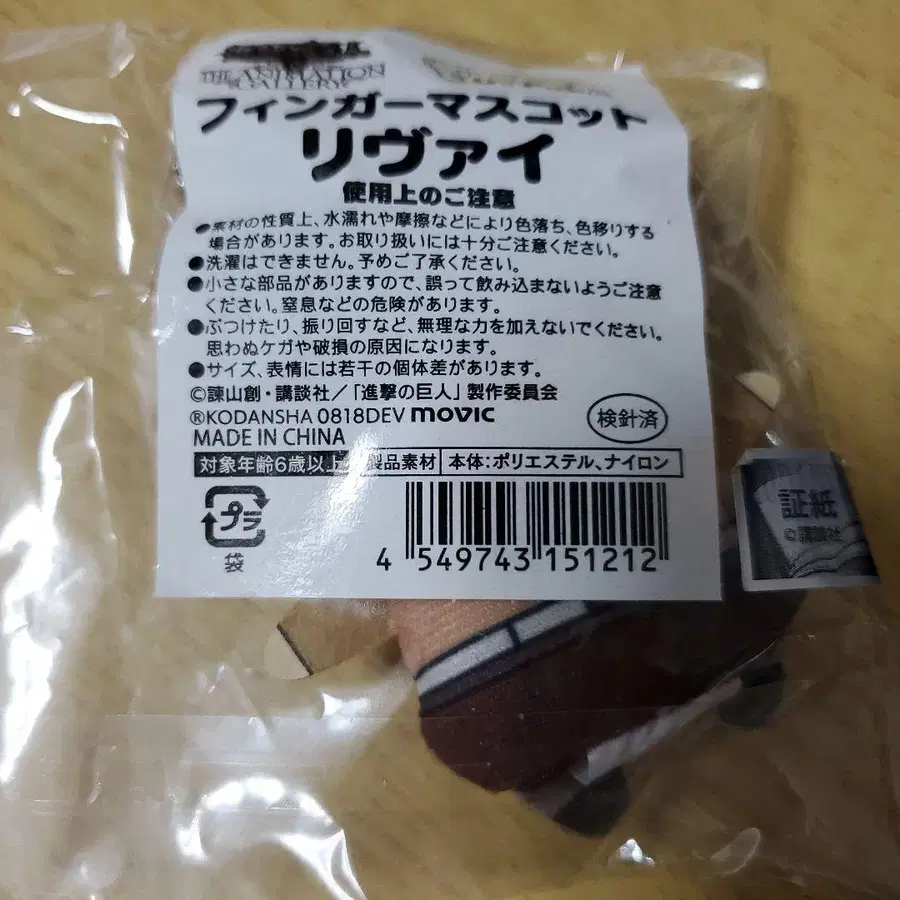 THE ANIMATION
GALLERY
フィンガーマスコット
リヴァイ
使用上のご注意
●素材の性質上、水濡れや摩擦などにより色落ち、色移りする
場合があります。お取り扱いには十分ご注意ください。
●洗濯はできません。予めご了承ください。
●小さな部品がありますので、誤って飲み込まないようご注意
ください。窒息などの危険があります。
●ぶつけたり、振り回すなど、無理な力を加えないでください。
思わぬケガや破損の原因になります。
●サイズ、表情には若干の個体差があります。
©諫山創・講談社/「進撃の巨人」製作委員会
®KODANSHA 0818DEV movic
検針済
MADE IN CHINA
対象年齢6歳以上 製品素材 本体:ポリエステル、ナイロン
プラ
袋
4 549743 151212
証紙
©講談社